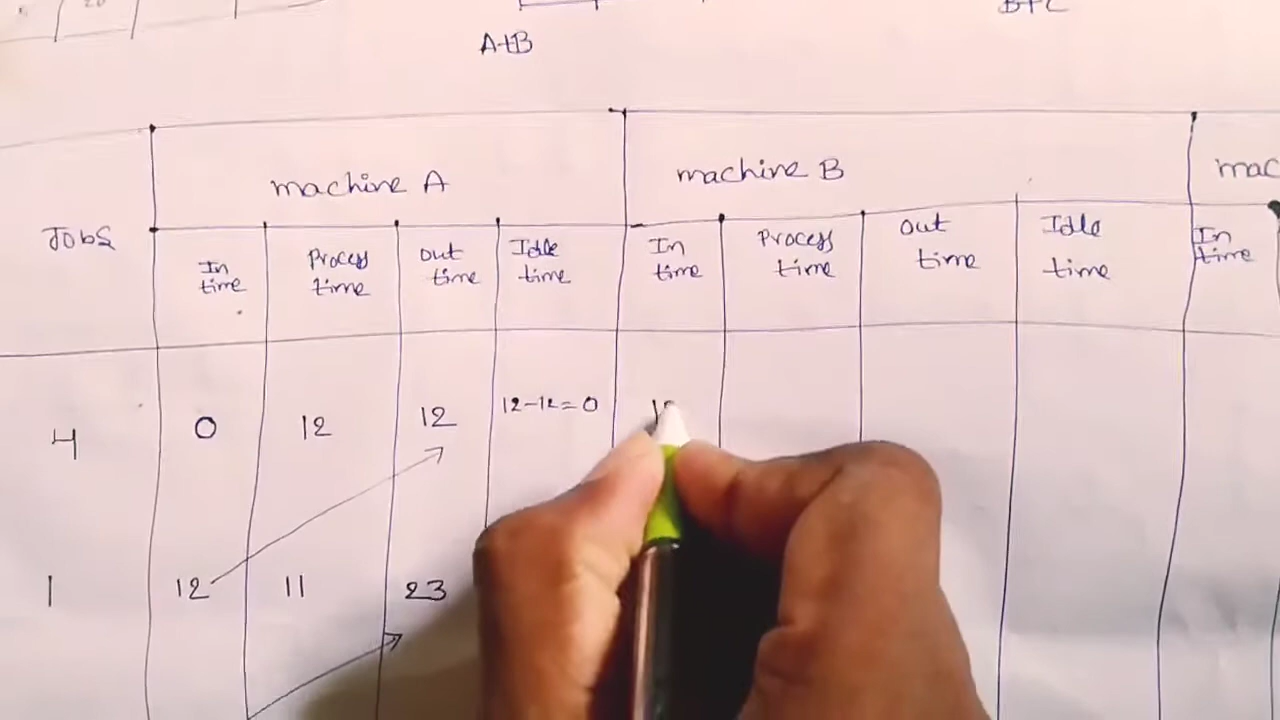 A+B
machine A machine B
Jobs In time Process time Out time Idle time In time Process time Out time Idle time In time
4 0 12 12 12-12=0
1 12 11 23